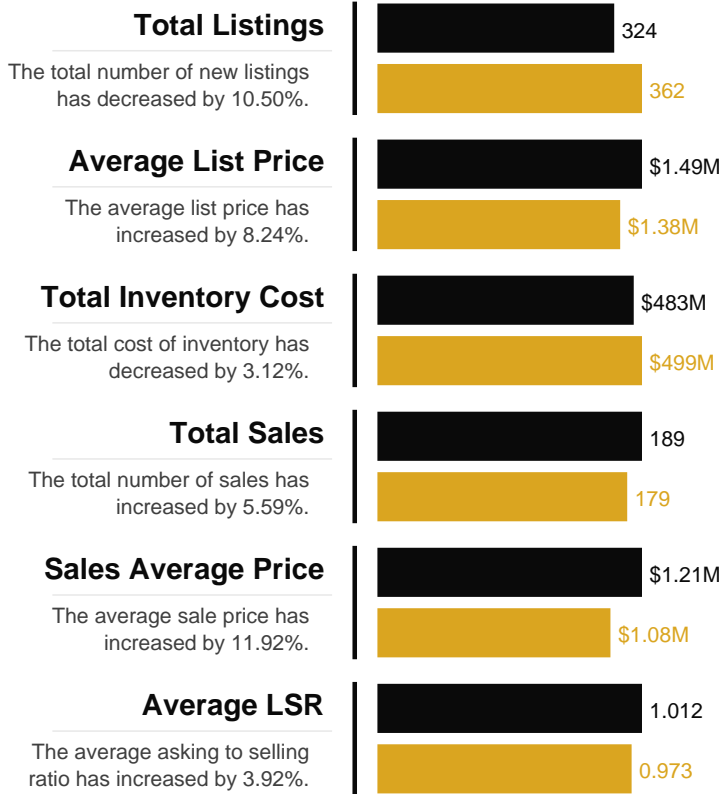 Total Listings
The total number of new listings
has decreased by 10.50%.
324
362
Average List Price
The average list price has
increased by 8.24%.
$1.49M
$1.38M
Total Inventory Cost
The total cost of inventory has
decreased by 3.12%.
$483M
$499M
Total Sales
The total number of sales has
increased by 5.59%.
189
179
Sales Average Price
The average sale price has
increased by 11.92%.
$1.21M
$1.08M
Average LSR
The average asking to selling
ratio has increased by 3.92%.
1.012
0.973